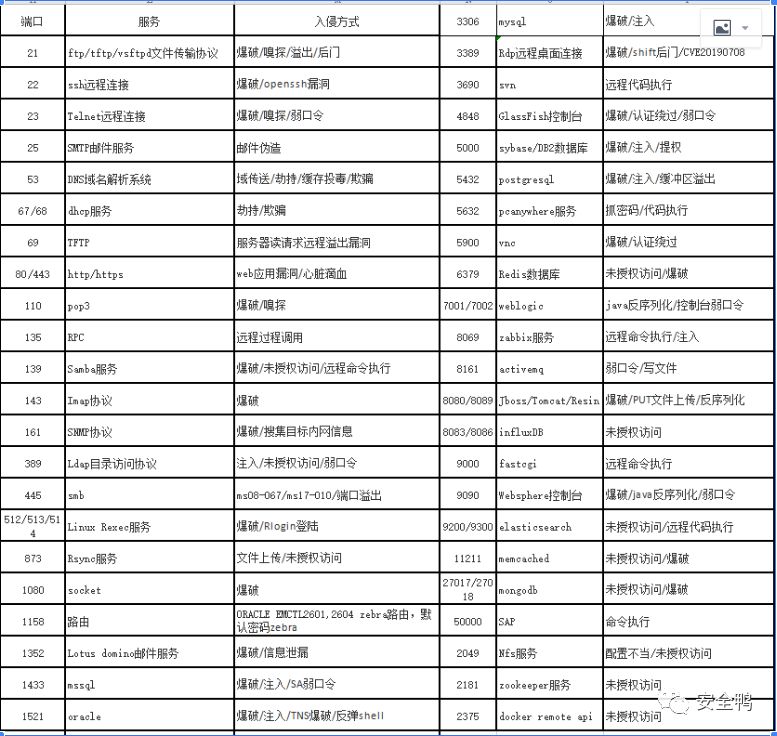 端口 服务 入侵方式 3306 mysql 爆破/注入
21 ftp/tftp/vsftpd文件传输协议 爆破/嗅探/溢出/后门 3389 Rdp远程桌面连接 爆破/shift后门/CVE20190708
22 ssh远程连接 爆破/openssh漏洞 3690 svn 远程代码执行
23 Telnet远程连接 爆破/嗅探/弱口令 4848 GlassFish控制台 爆破/认证绕过/弱口令
25 SMTP邮件服务 邮件伪造 5000 sybase/DB2数据库 爆破/注入/提权
53 DNS域名解析系统 域传送/劫持/缓存投毒/欺骗 5432 postgresql 爆破/注入/缓冲区溢出
67/68 dhcp服务 劫持/欺骗 5632 pcanywhere服务 抓密码/代码执行
69 TFTP 服务器读请求远程溢出漏洞 5900 vnc 爆破/认证绕过
80/443 http/https web应用漏洞/心脏滴血 6379 Redis数据库 未授权访问/爆破
110 pop3 爆破/嗅探 7001/7002 weblogic java反序列化/控制台弱口令
135 RPC 远程过程调用 8069 zabbix服务 远程命令执行/注入
139 Samba服务 爆破/未授权访问/远程命令执行 8161 activemq 弱口令/写文件
143 Imap协议 爆破 8080/8089 Jboss/Tomcat/Resin 爆破/PUT文件上传/反序列化
161 SNMP协议 爆破/搜集目标内网信息 8083/8086 influxDB 未授权访问
389 Ldap目录访问协议 注入/未授权访问/弱口令 9000 fastcgi 远程命令执行
445 smb ms08-067/ms17-010/端口溢出 9090 Websphere控制台 爆破/java反序列化/弱口令
512/513/51
4 Linux Rexec服务 爆破/Rlogin登陆 9200/9300 elasticsearch 未授权访问/远程代码执行
873 Rsync服务 文件上传/未授权访问 11211 memcached 未授权访问/爆破
1080 socket 爆破 27017/270
18 mongodb 未授权访问/爆破
1158 路由 ORACLE EMCTL2601,2604 zebra路由，默
认密码zebra 50000 SAP 命令执行
1352 Lotus domino邮件服务 爆破/信息泄漏 2049 Nfs服务 配置不当/未授权访问
1433 mssql 爆破/注入/SA弱口令 2181 zookeeper服务 未授权访问
1521 oracle 爆破/注入/TNS爆破/反弹shell 2375 docker remote api 未授权访问
安全鸭